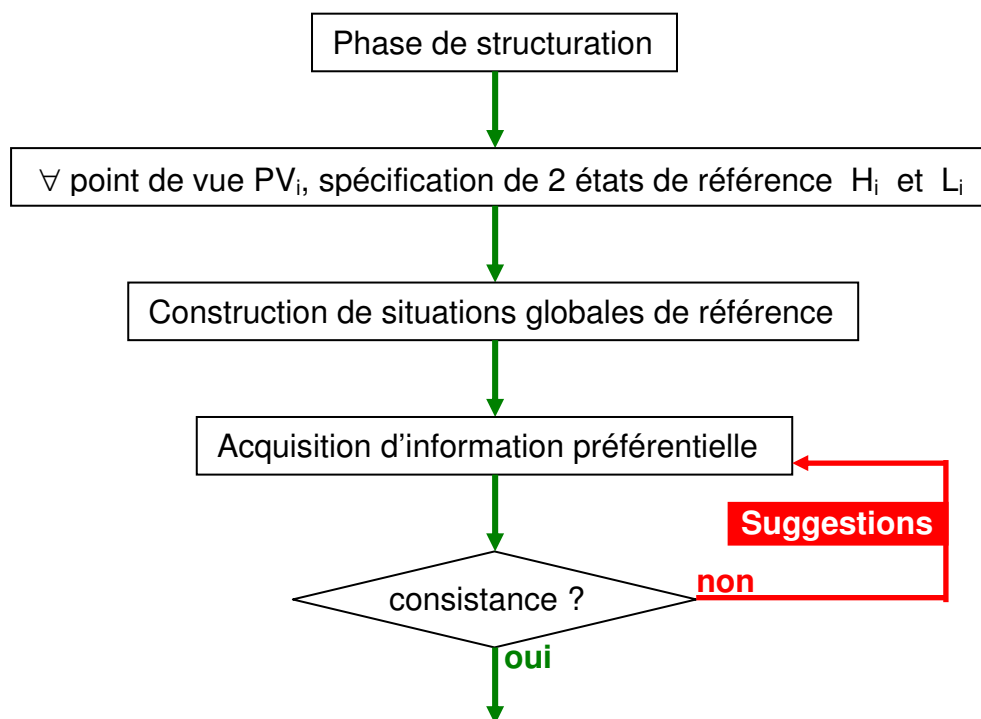 Phase de structuration
∀ point de vue PVi, spécification de 2 états de référence Hi et Li
Construction de situations globales de référence
Acquisition d'information préférentielle
Suggestions
non
consistance ?
oui